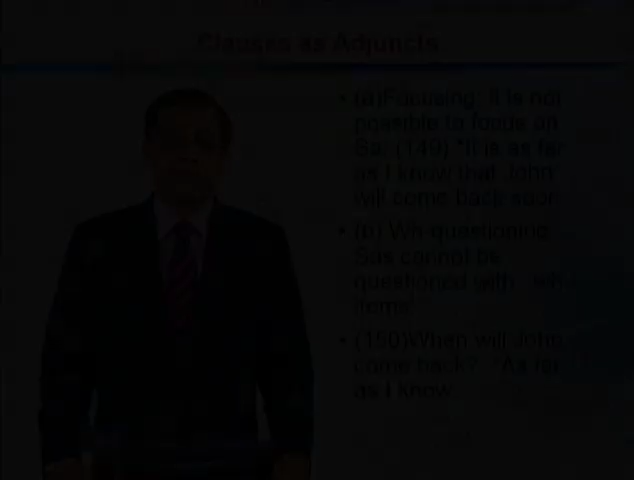 Clauses as Adjuncts
• (a)Focusing: It is not
possible to focus on
Sa: (149) *It is as far
as I know that John
will come back soon
• (b) Wh-questioning:
Sas cannot be
questioned with wh
items
• (150)When will John
come back? *As far
as I know